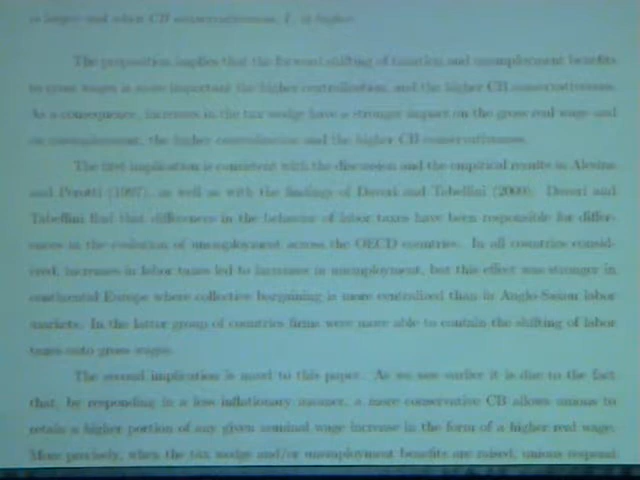 is larger and when CB conservativeness, I, is higher.
The proposition implies that the forward shifting of taxation and unemployment benefits
to gross wages is more important the higher centralization, and the higher CB conservativeness.
As a consequence, increases in the tax wedge have a stronger impact on the gross real wage and
on unemployment, the higher centralization and the higher CB conservativeness.
The first implication is consistent with the discussion and the empirical results in Alesina
and Perotti (1997), as well as with the findings of Daveri and Tabellini (2000). Daveri and
Tabellini find that differences in the behavior of labor taxes have been responsible for differ-
ences in the evolution of unemployment across the OECD countries. In all countries consid-
ered, increases in labor taxes led to increases in unemployment, but this effect was stronger in
continental Europe where collective bargaining is more centralized than in Anglo-Saxon labor
markets. In the latter group of countries firms were more able to contain the shifting of labor
taxes onto gross wages.
The second implication is novel to this paper. As we saw earlier it is due to the fact
that, by responding in a less inflationary manner, a more conservative CB allows unions to
retain a higher portion of any given nominal wage increase in the form of a higher real wage.
More precisely, when the tax wedge and/or unemployment benefits are raised, unions respond